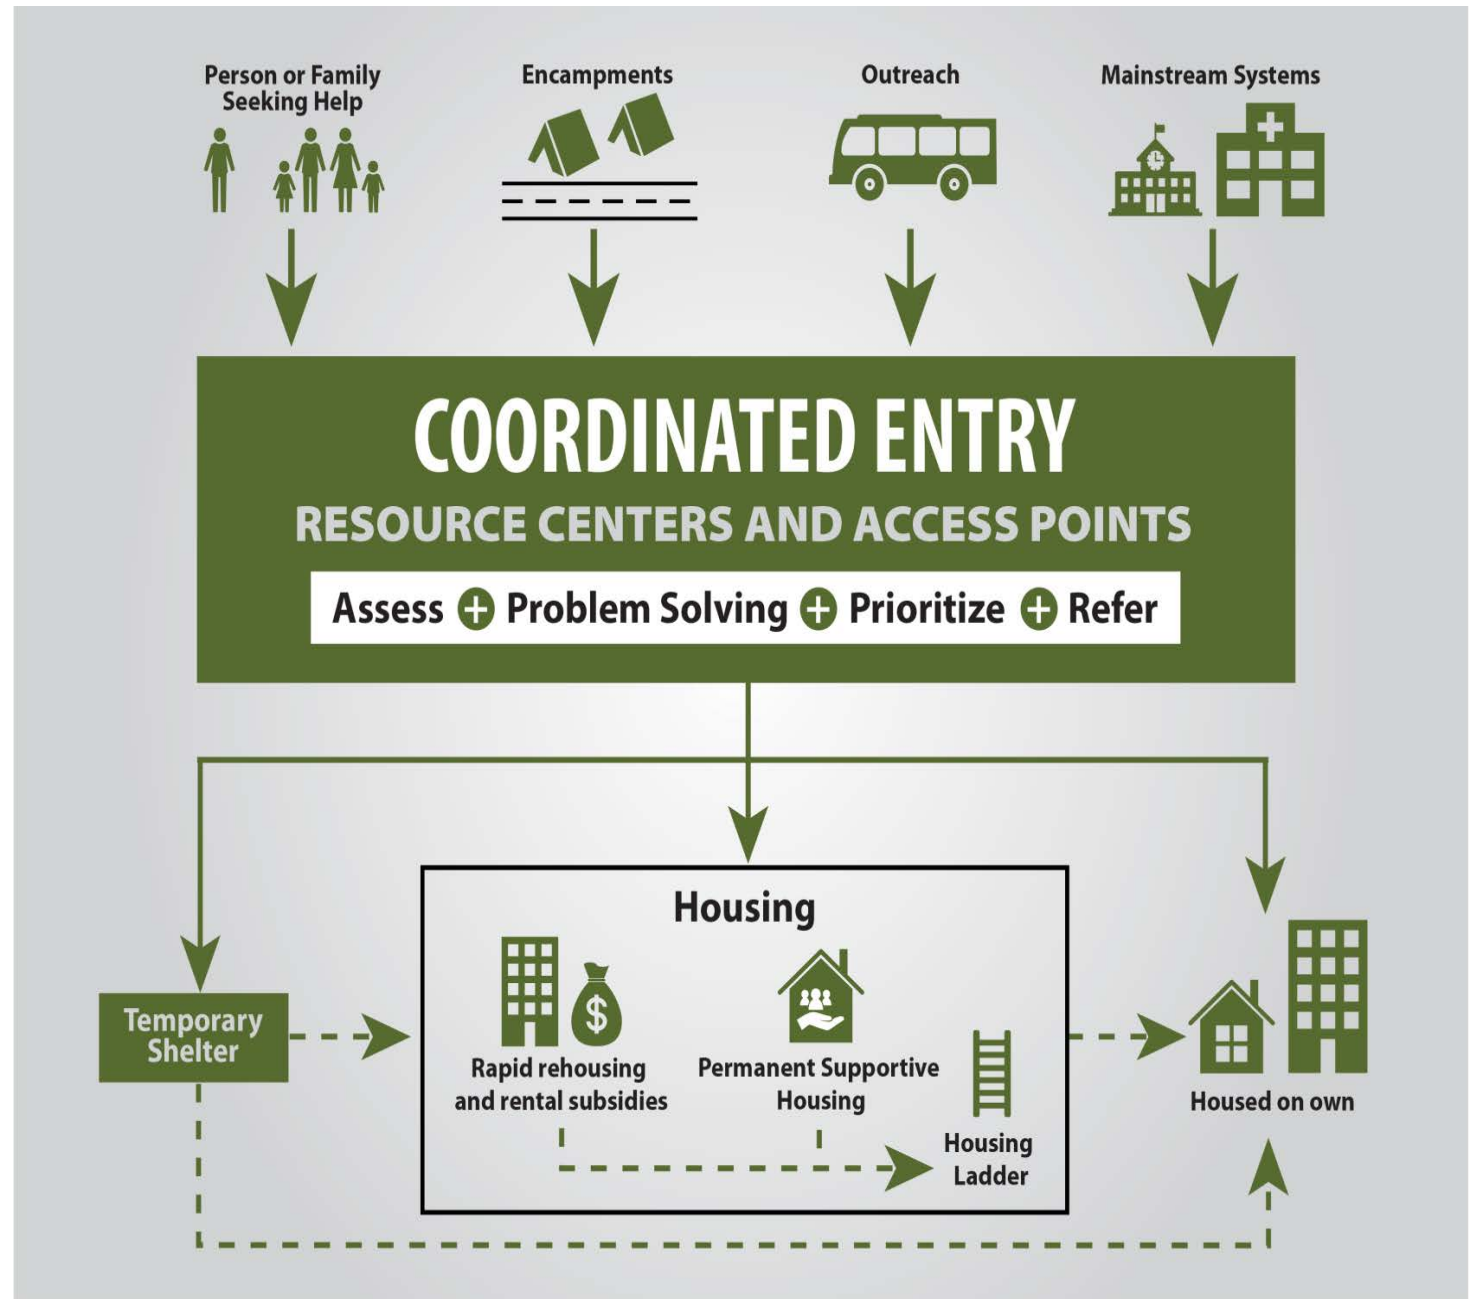 Person or Family
Seeking Help
Encampments
Outreach
Mainstream Systems
COORDINATED ENTRY
RESOURCE CENTERS AND ACCESS POINTS
Assess + Problem Solving + Prioritize + Refer
Housing
$
Rapid rehousing
and rental subsidies
Permanent Supportive
Housing
Housing
Ladder
Temporary
Shelter
Housed on own